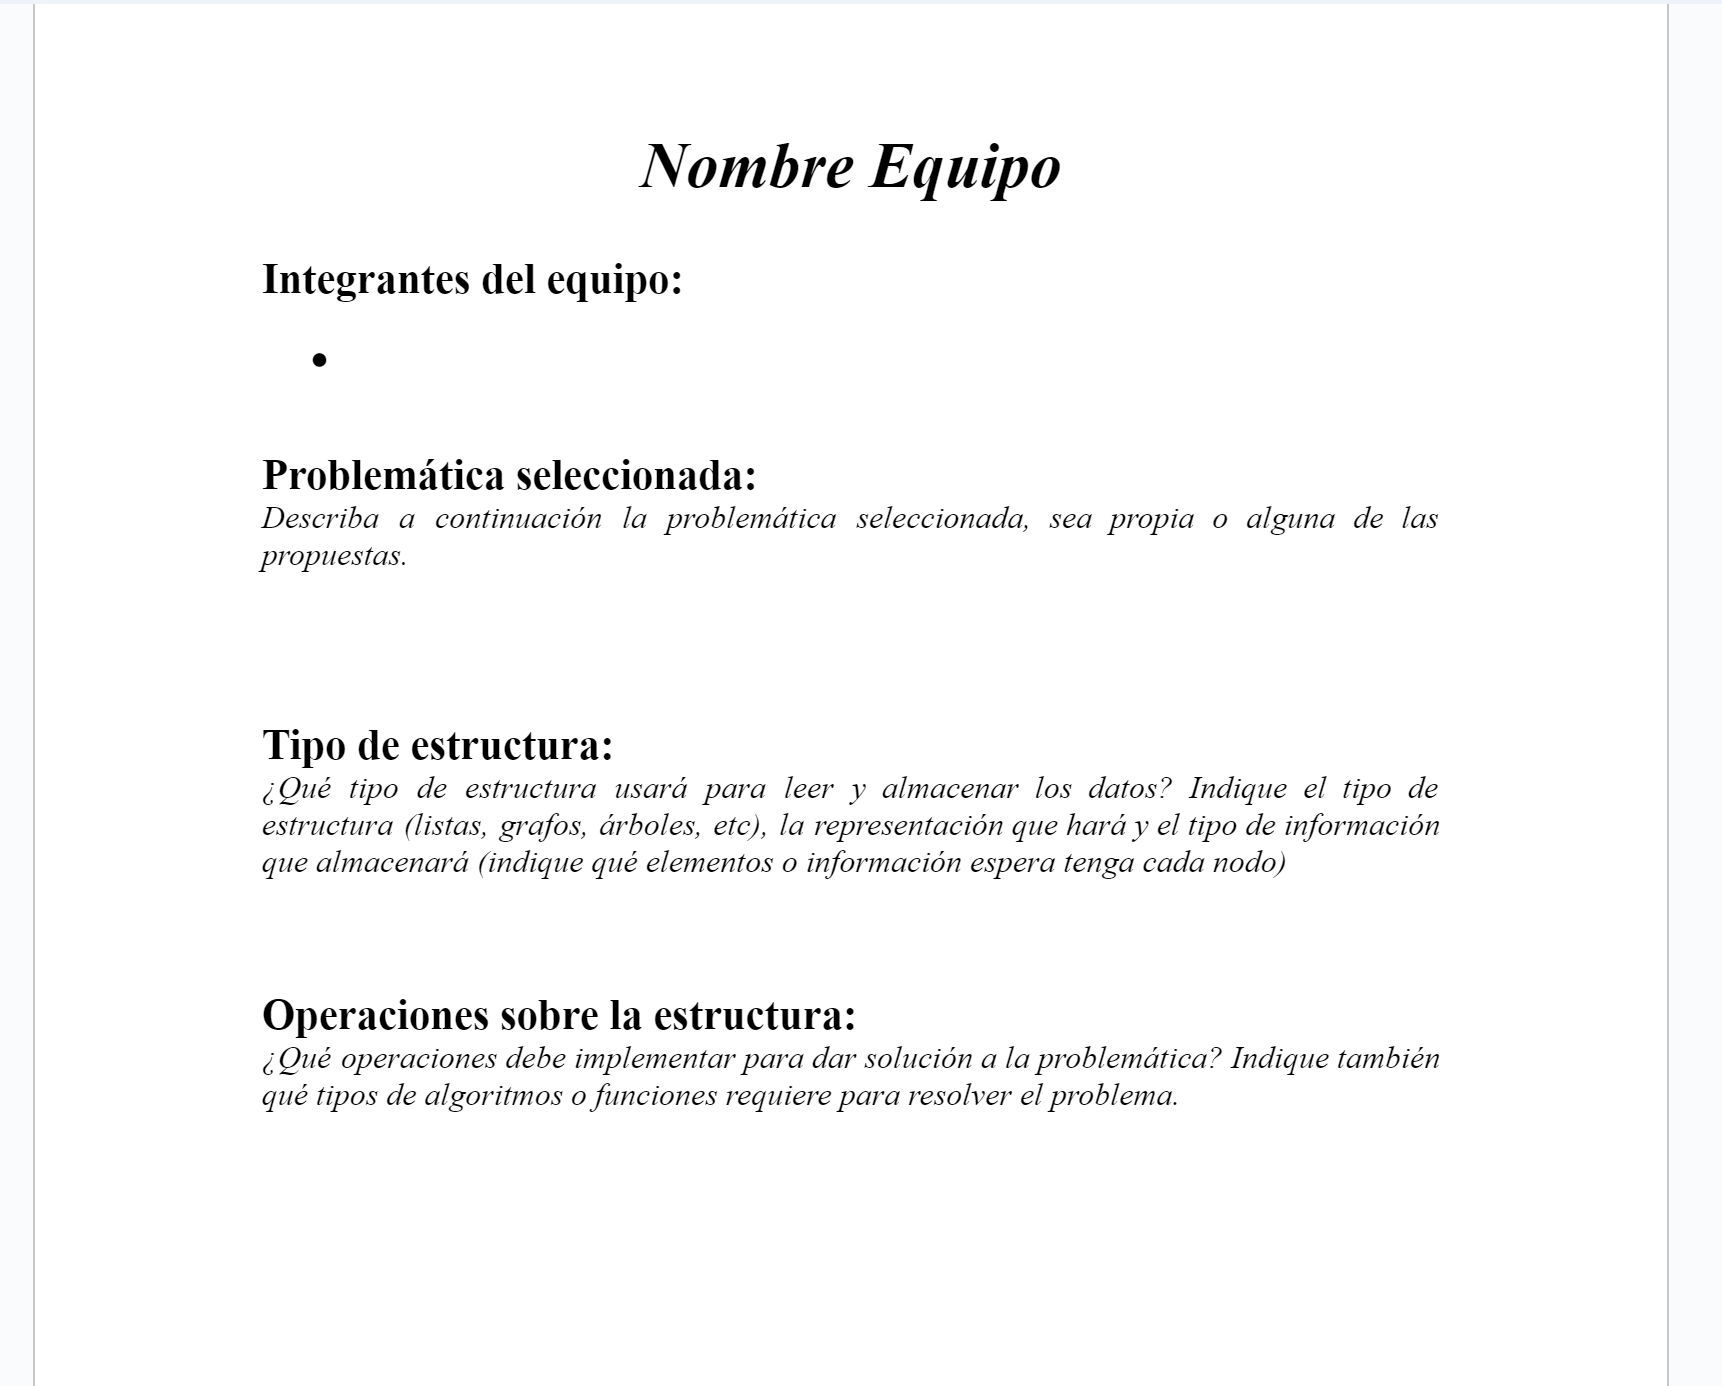 Nombre Equipo
Integrantes del equipo:
•
Problemática seleccionada:
Describa a continuación la problemática seleccionada, sea propia o alguna de las
propuestas.
Tipo de estructura:
¿Qué tipo de estructura usará para leer y almacenar los datos? Indique el tipo de
estructura (listas, grafos, árboles, etc), la representación que hará y el tipo de información
que almacenará (indique qué elementos o información espera tenga cada nodo)
Operaciones sobre la estructura:
¿Qué operaciones debe implementar para dar solución a la problemática? Indique también
qué tipos de algoritmos o funciones requiere para resolver el problema.